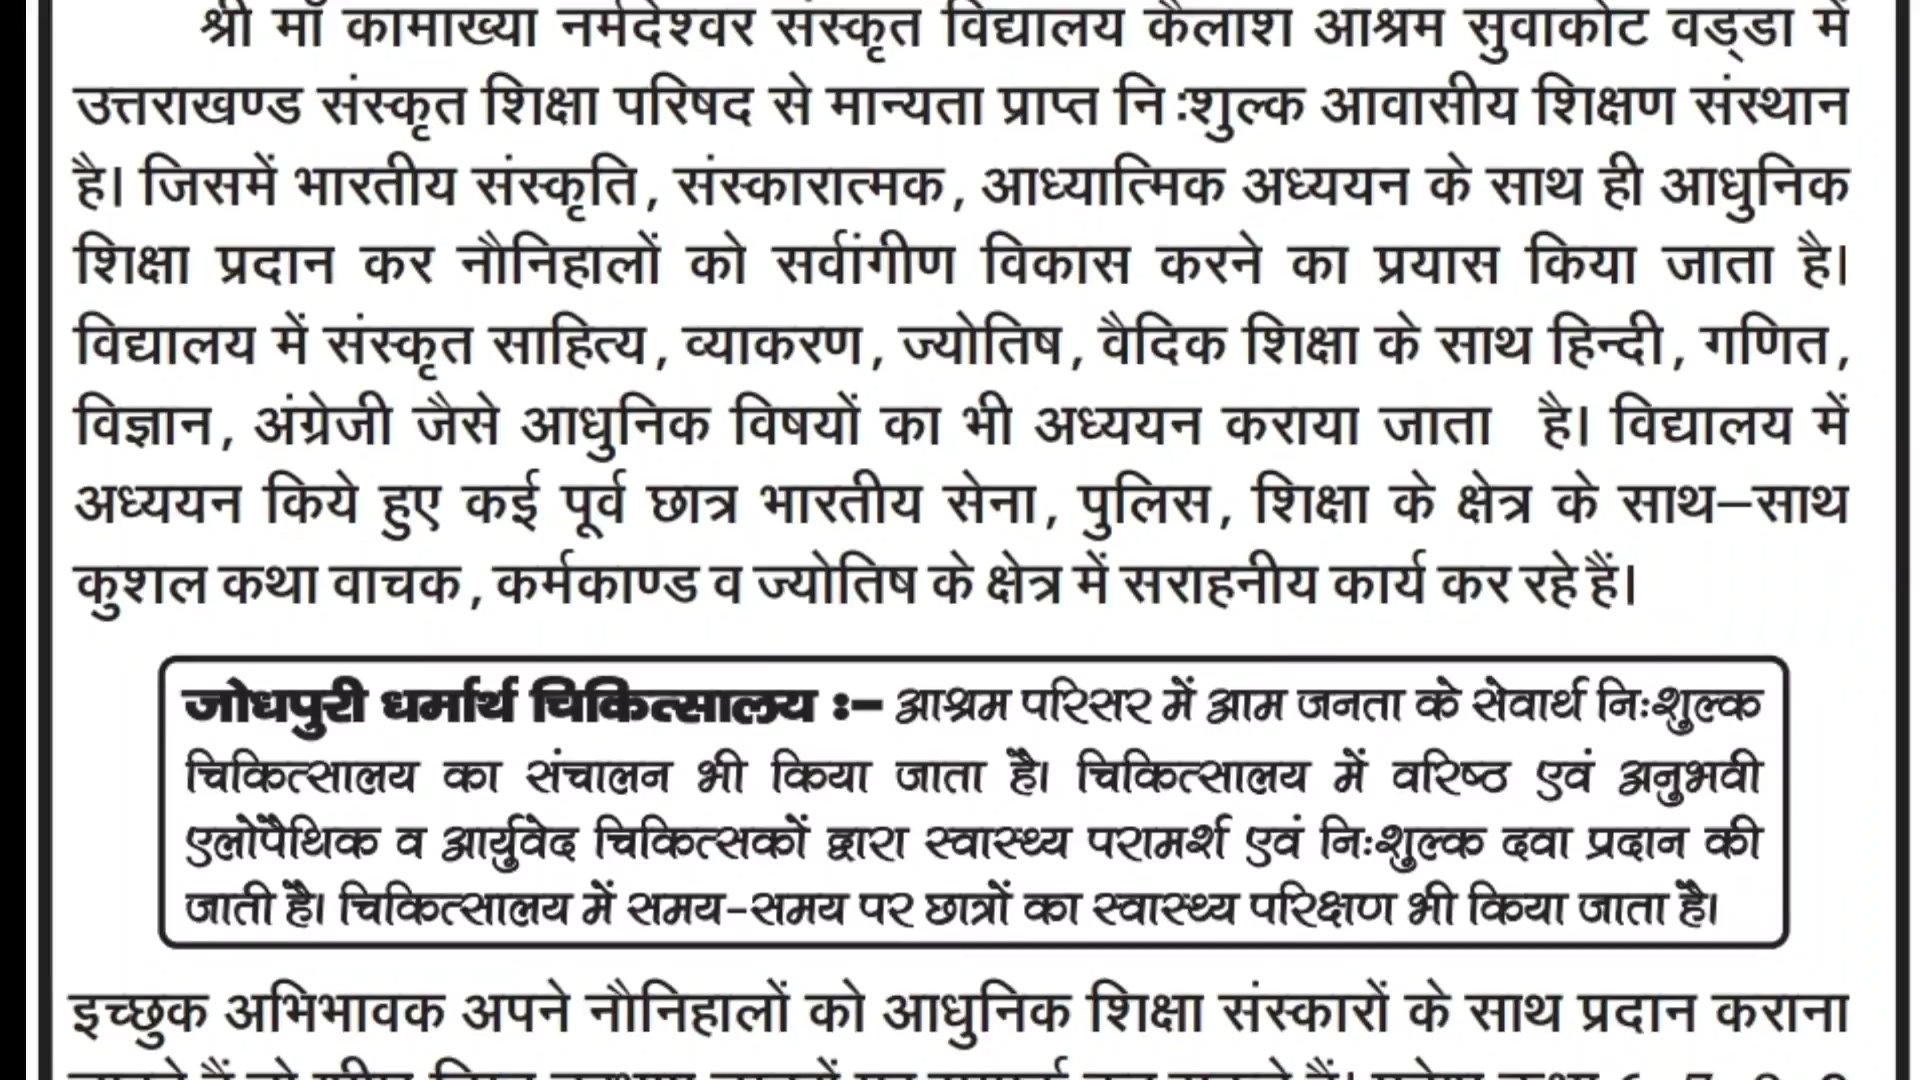 श्री माँ कामाख्या नर्मदेश्वर संस्कृत विद्यालय कैलाश आश्रम सुवाकोट वड्डा में
उत्तराखण्ड संस्कृत शिक्षा परिषद से मान्यता प्राप्त नि:शुल्क आवासीय शिक्षण संस्थान
है। जिसमें भारतीय संस्कृति, संस्कारात्मक, आध्यात्मिक अध्ययन के साथ ही आधुनिक
शिक्षा प्रदान कर नौनिहालों को सर्वांगीण विकास करने का प्रयास किया जाता है।
विद्यालय में संस्कृत साहित्य, व्याकरण, ज्योतिष, वैदिक शिक्षा के साथ हिन्दी, गणित,
विज्ञान, अंग्रेजी जैसे आधुनिक विषयों का भी अध्ययन कराया जाता है। विद्यालय में
अध्ययन किये हुए कई पूर्व छात्र भारतीय सेना, पुलिस, शिक्षा के क्षेत्र के साथ–साथ
कुशल कथा वाचक, कर्मकाण्ड व ज्योतिष के क्षेत्र में सराहनीय कार्य कर रहे हैं।
जोधपुरी धर्मार्थ चिकित्सालय :– आश्रम परिसर में आम जनता के सेवार्थ निःशुल्क
चिकित्सालय का संचालन भी किया जाता है। चिकित्सालय में वरिष्ठ एवं अनुभवी
एलोपैथिक व आर्युवेद चिकित्सकों द्वारा स्वास्थ्य परामर्श एवं निःशुल्क दवा प्रदान की
जाती है। चिकित्सालय में समय-समय पर छात्रों का स्वास्थ्य परिक्षण भी किया जाता है।
इच्छुक अभिभावक अपने नौनिहालों को आधुनिक शिक्षा संस्कारों के साथ प्रदान कराना